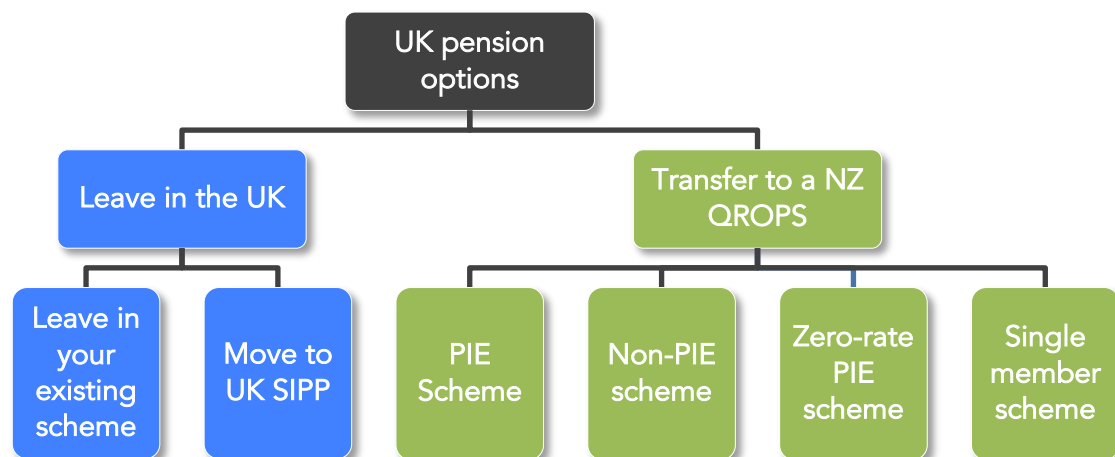 UK pension
options
Leave in the UK
Transfer to a NZ
QROPS
Leave in
your
existing
scheme
Move to
UK SIPP
PIE
Scheme
Non-PIE
scheme
Zero-rate
PIE
scheme
Single
member
scheme